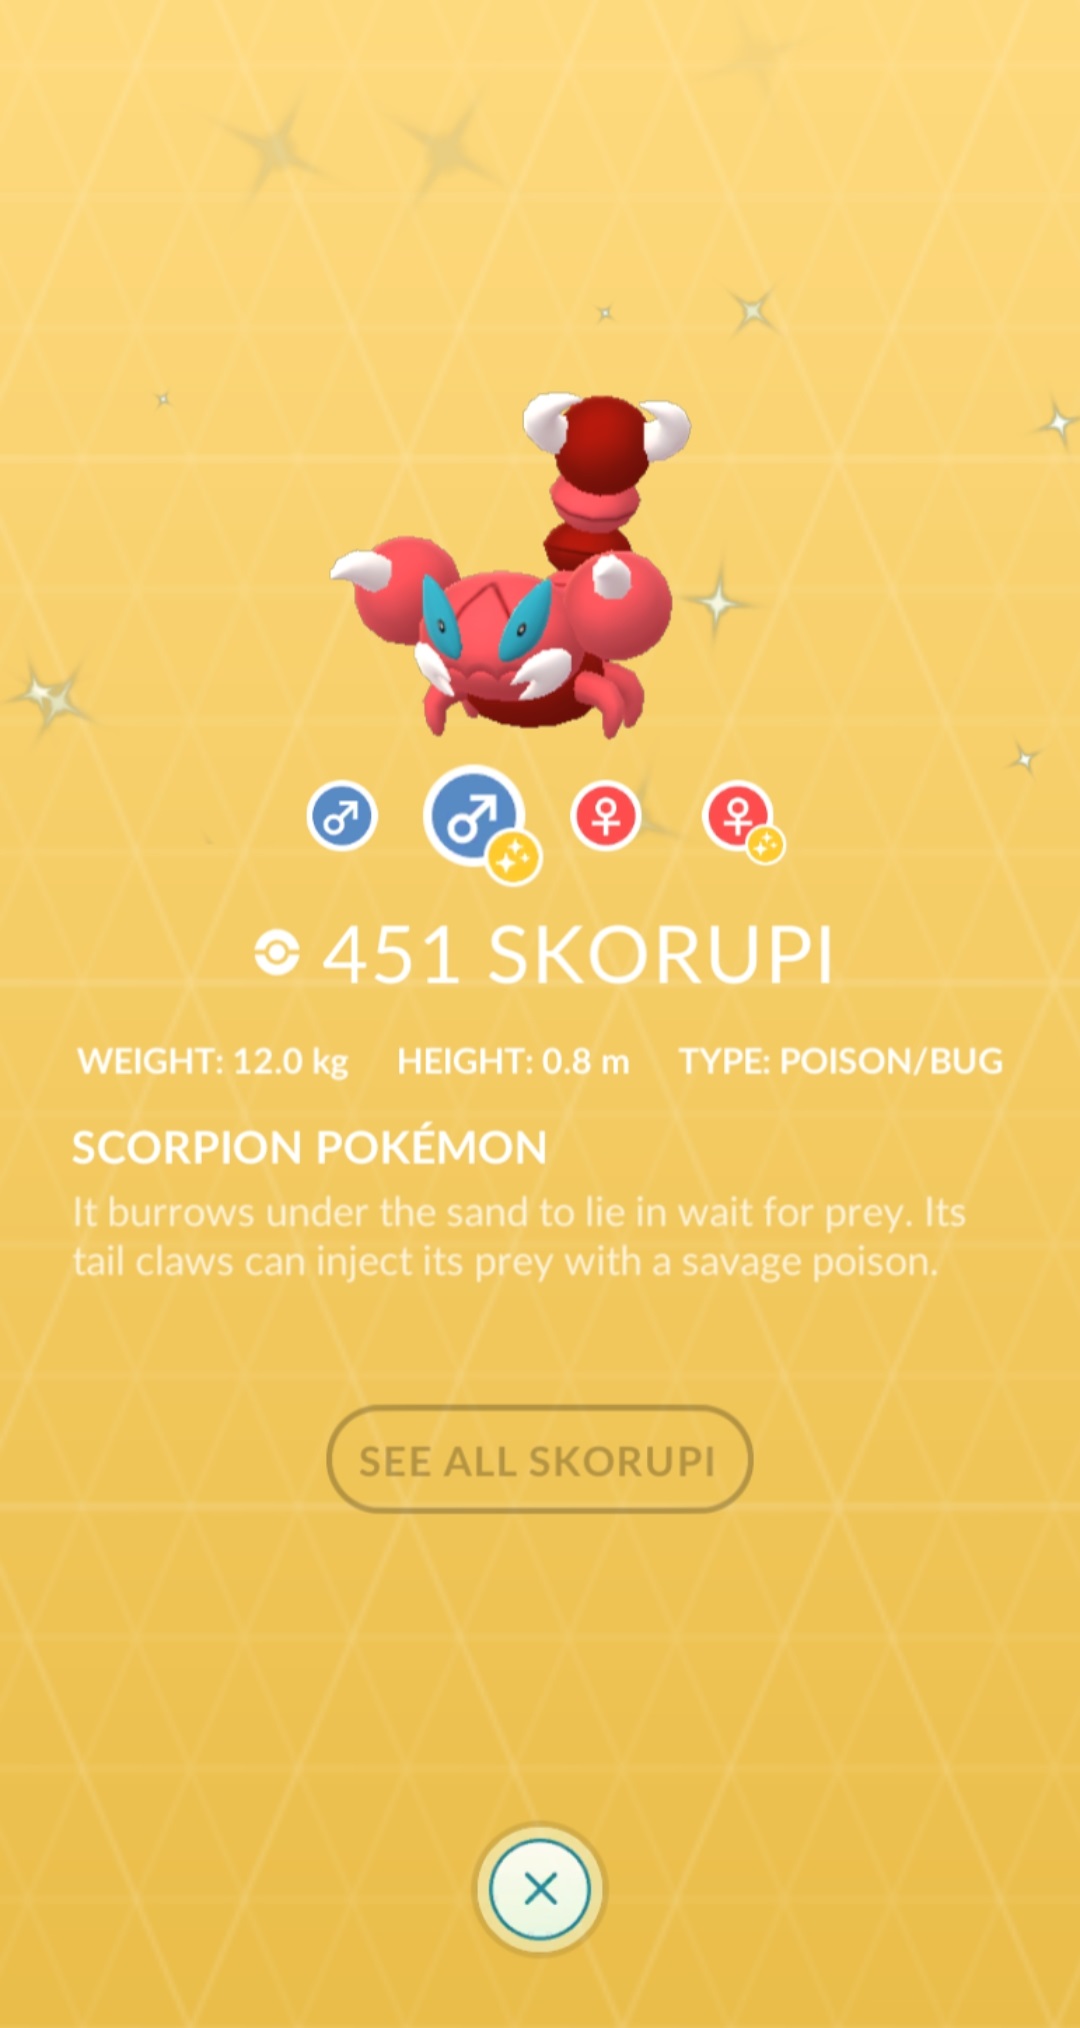 451 SKORUPI
WEIGHT: 12.0 kg HEIGHT: 0.8 m TYPE: POISON/BUG
SCORPION POKÉMON
It burrows under the sand to lie in wait for prey. Its
tail claws can inject its prey with a savage poison.
SEE ALL SKORUPI